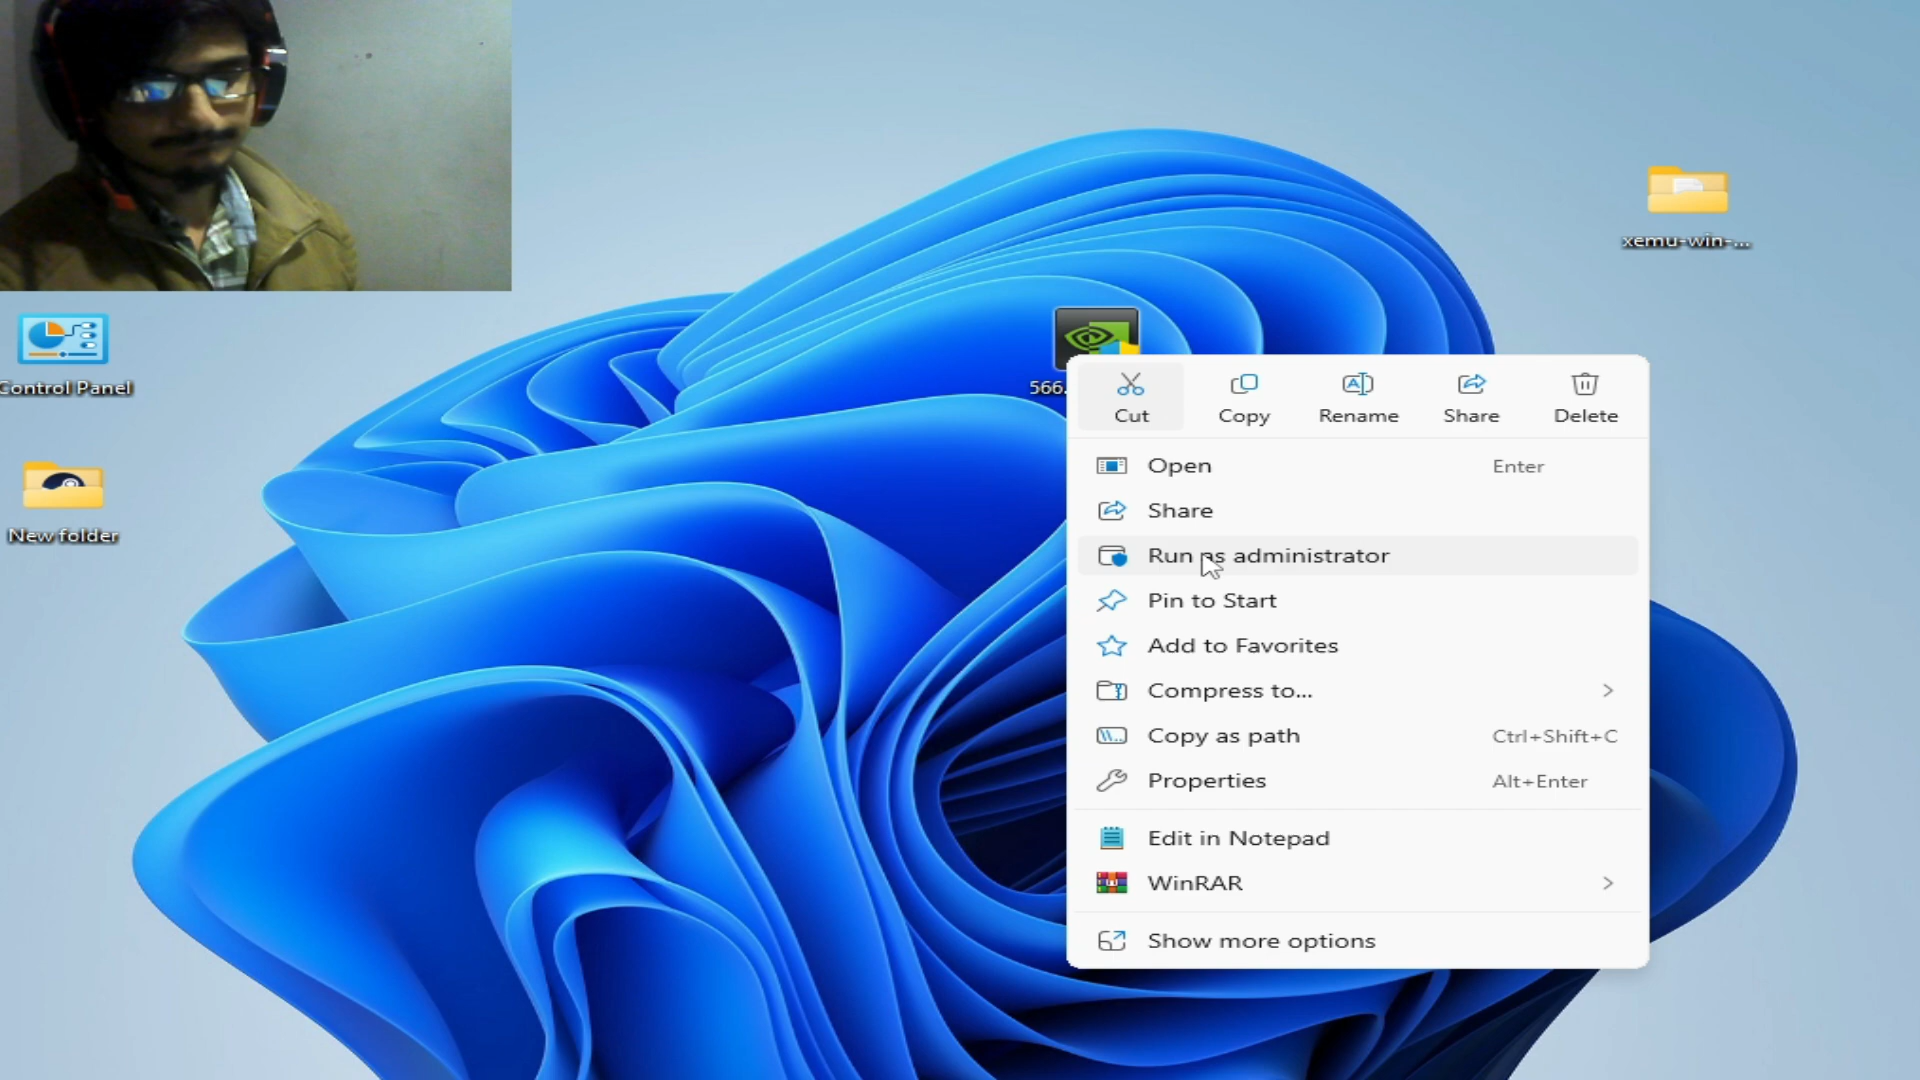 xemu-win-...
Control Panel
New folder
566.
Cut
Copy
Rename
Share
Delete
Open
Enter
Share
Run as administrator
Pin to Start
Add to Favorites
Compress to...
Copy as path
Ctrl+Shift+C
Properties
Alt+Enter
Edit in Notepad
WinRAR
Show more options